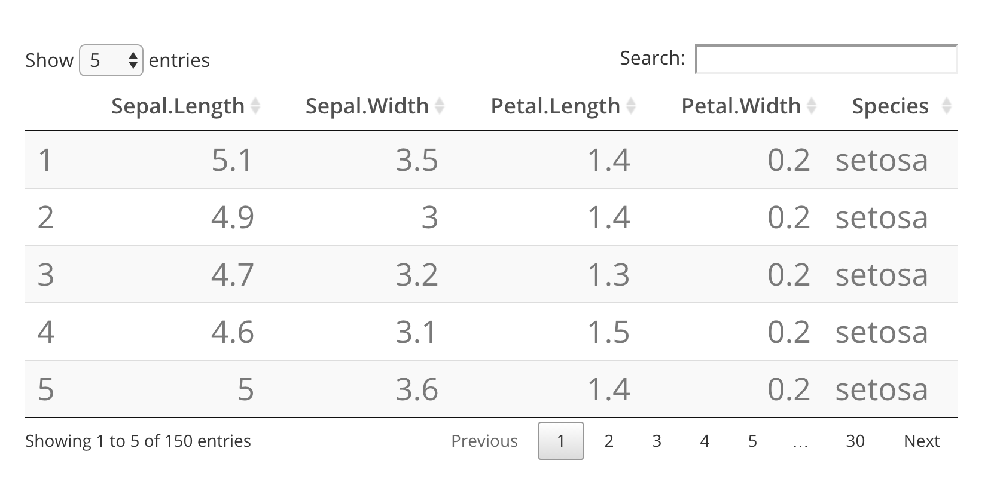 Show 5 entries Search:
Sepal.Length Sepal.Width Petal.Length Petal.Width Species
1 5.1 3.5 1.4 0.2 setosa
2 4.9 3 1.4 0.2 setosa
3 4.7 3.2 1.3 0.2 setosa
4 4.6 3.1 1.5 0.2 setosa
5 5 3.6 1.4 0.2 setosa
Showing 1 to 5 of 150 entries Previous 1 2 3 4 5 … 30 Next